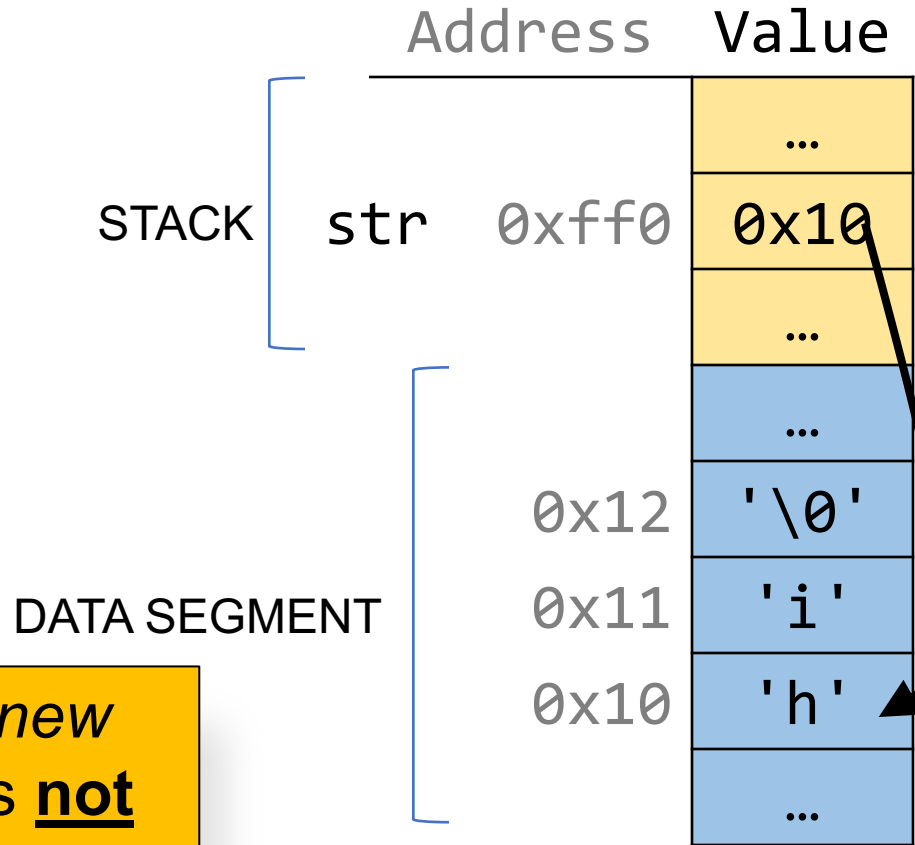 Address Value
…
STACK str 0xff0 0x10
…
…
0x12 '\0'
DATA SEGMENT 0x11 'i'
0x10 'h'
new
s not
…